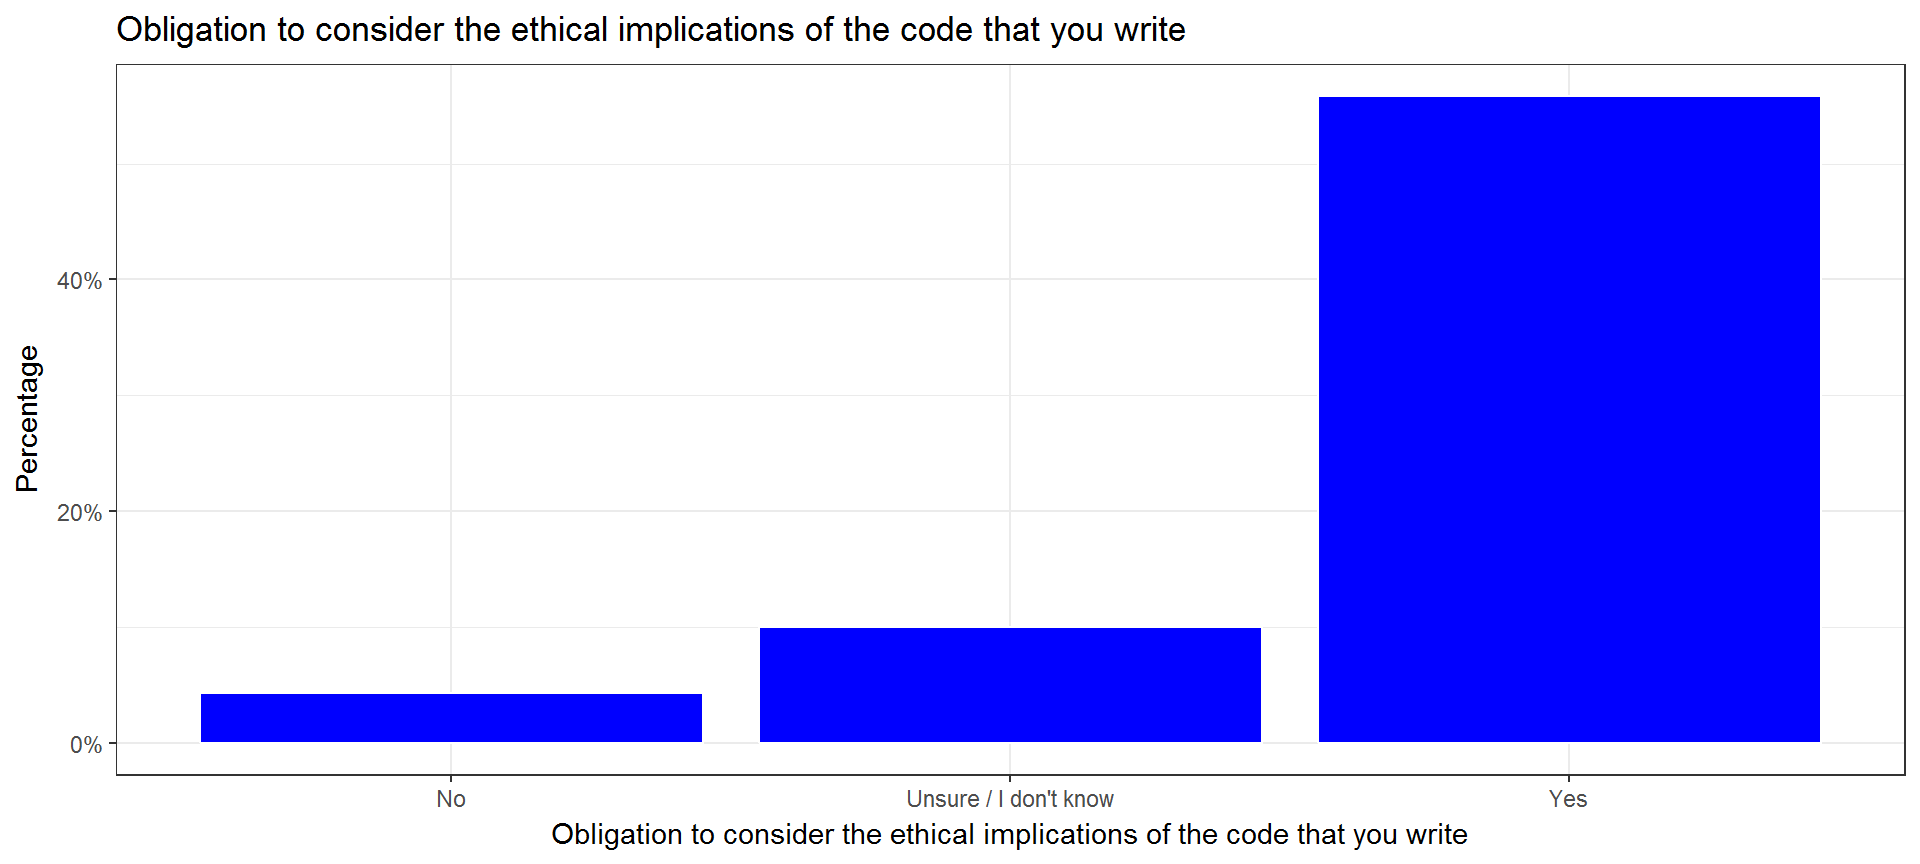 Obligation to consider the ethical implications of the code that you write
Percentage
40%
20%
0%
No
Unsure / I don't know
Yes
Obligation to consider the ethical implications of the code that you write